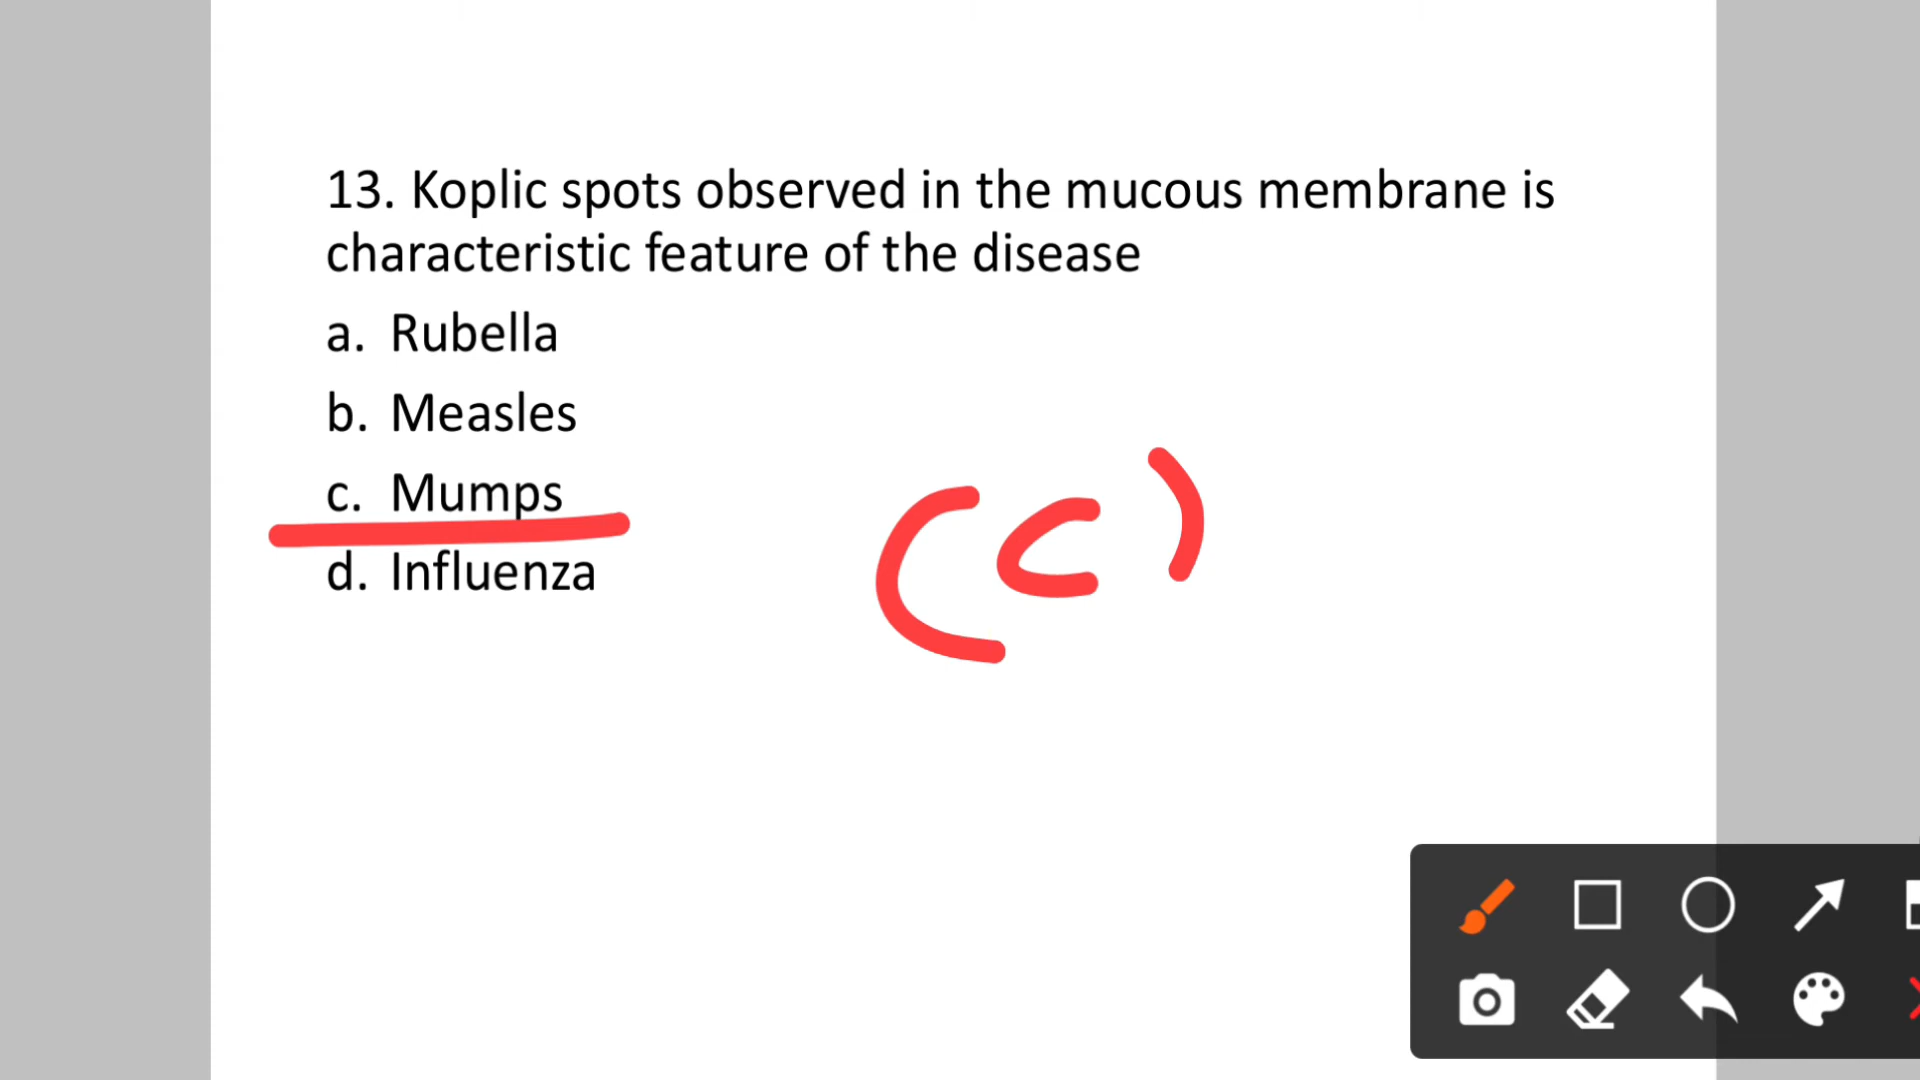 13. Koplic spots observed in the mucous membrane is
characteristic feature of the disease
a. Rubella
b. Measles
c. Mumps
(c)
d. Influenza